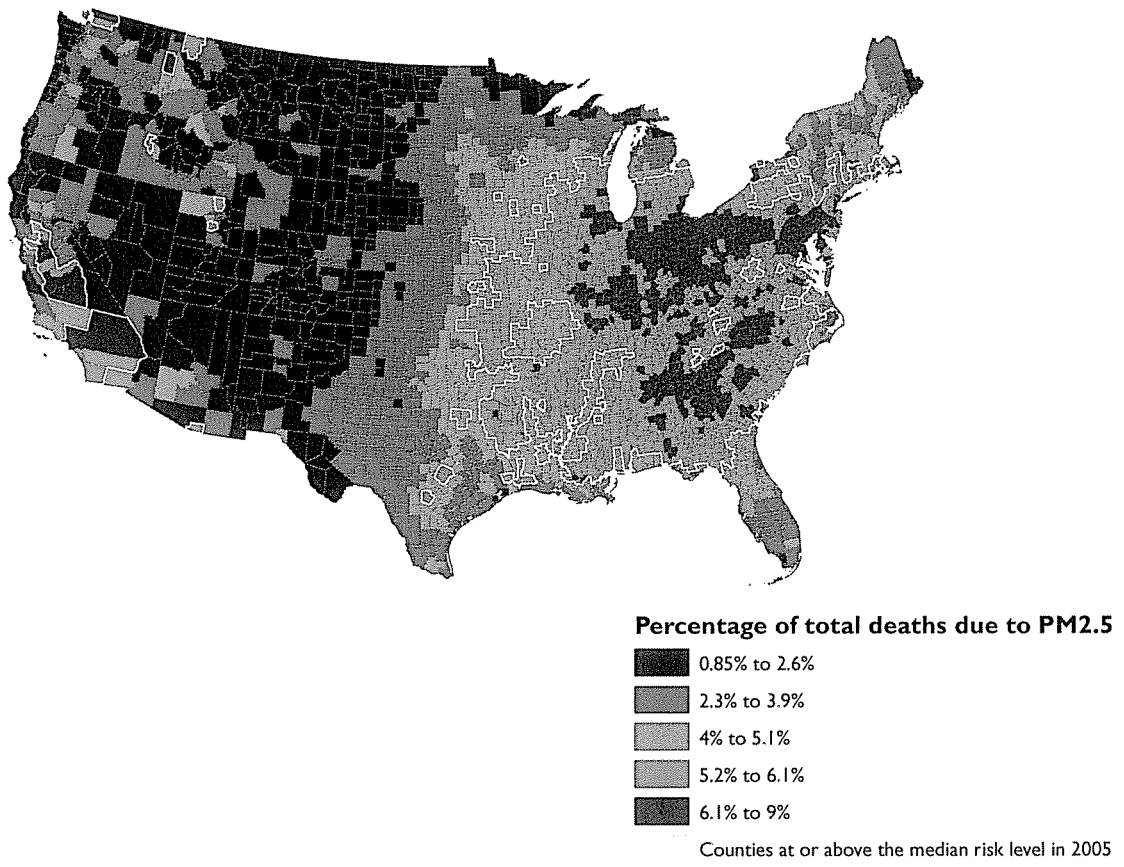 Percentage of total deaths due to PM2.5
0.85% to 2.6%
2.3% to 3.9%
4% to 5.1%
5.2% to 6.1%
6.1% to 9%
Counties at or above the median risk level in 2005